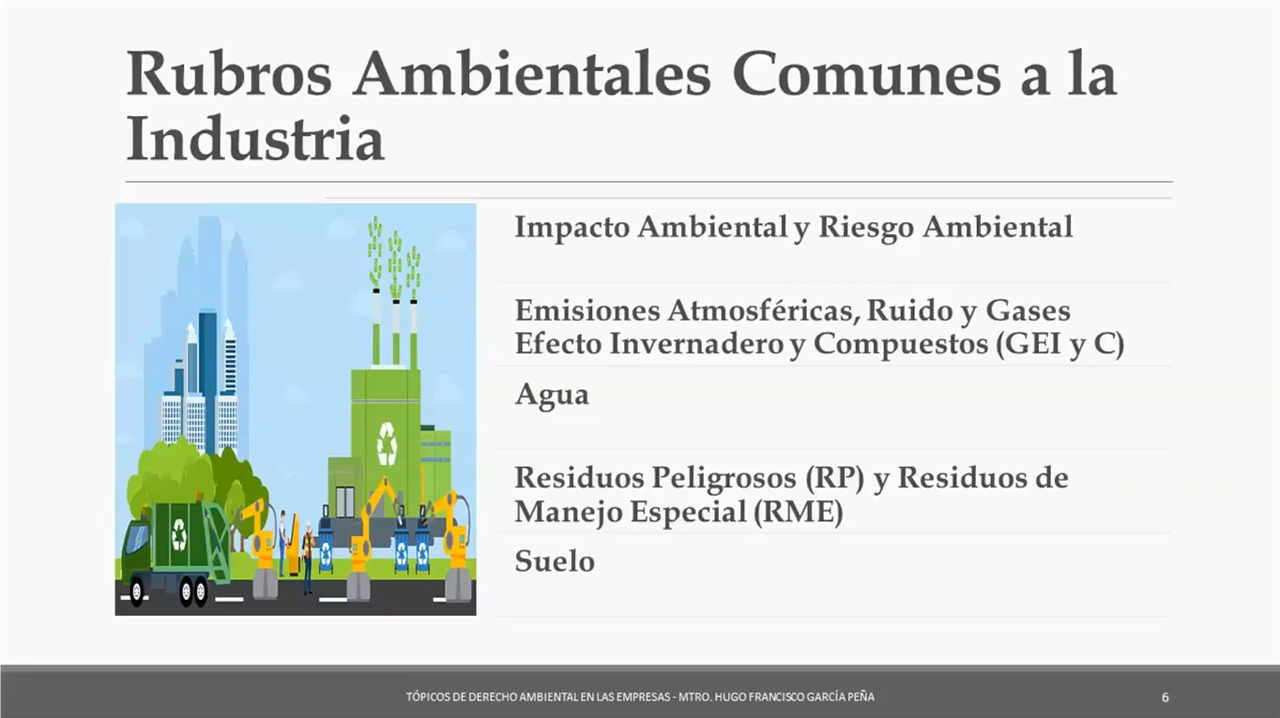 Rubros Ambientales Comunes a la
Industria
Impacto Ambiental y Riesgo Ambiental
Emisiones Atmosféricas, Ruido y Gases
Efecto Invernadero y Compuestos (GEI y C)
Agua
Residuos Peligrosos (RP) y Residuos de
Manejo Especial (RME)
Suelo
TÓPICOS DE DERECHO AMBIENTAL EN LAS EMPRESAS - MTRO. HUGO FRANCISCO GARCÍA PEÑA
6